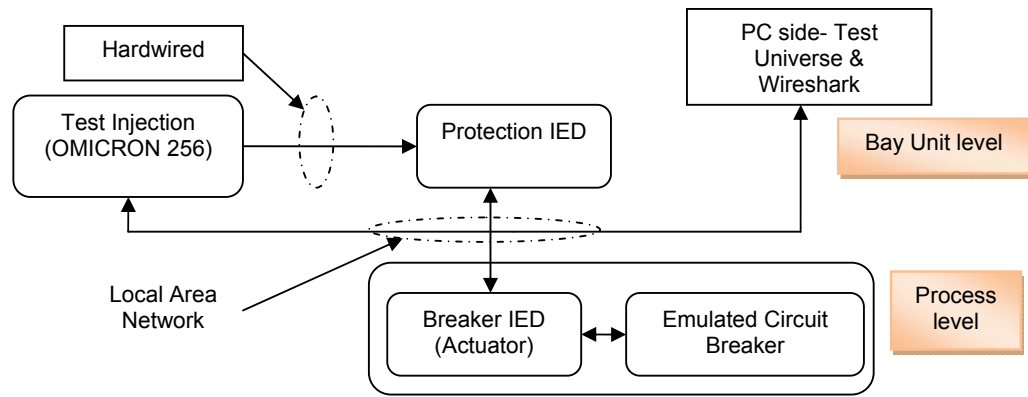 Hardwired
PC side- Test
Universe &
Wireshark
Test Injection
(OMICRON 256)
Protection IED
Bay Unit level
Local Area
Network
Breaker IED
(Actuator)
Emulated Circuit
Breaker
Process
level